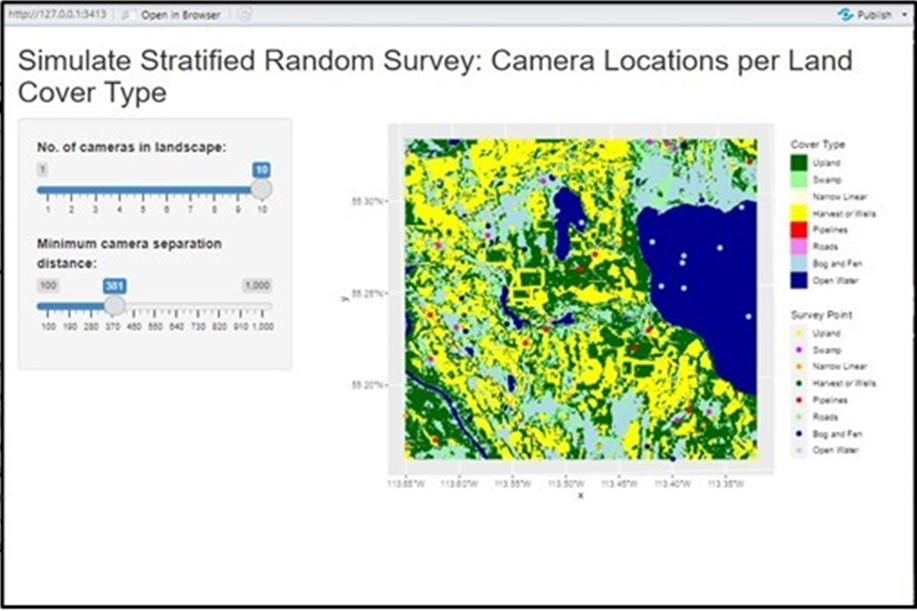 http://127.0.0.1:3413
Open in Browser
Publish
Simulate Stratified Random Survey: Camera Locations per Land
Cover Type
No. of cameras in landscape:
1
10
1 2 3 4 5 6 7 8 9 10
Minimum camera separation
distance:
100
381
1,000
100 190 280 370 460 550 640 730 820 910 1,000
y
55.30°N
55.25°N
55.20°N
113.65°W 113.60°W 113.55°W 113.50°W 113.45°W 113.40°W 113.35°W
x
Cover Type
Upland
Swamp
Narrow Linear
Harvest or Wells
Pipelines
Roads
Bog and Fen
Open Water
Survey Point
Upland
Swamp
Narrow Linear
Harvest or Wells
Pipelines
Roads
Bog and Fen
Open Water